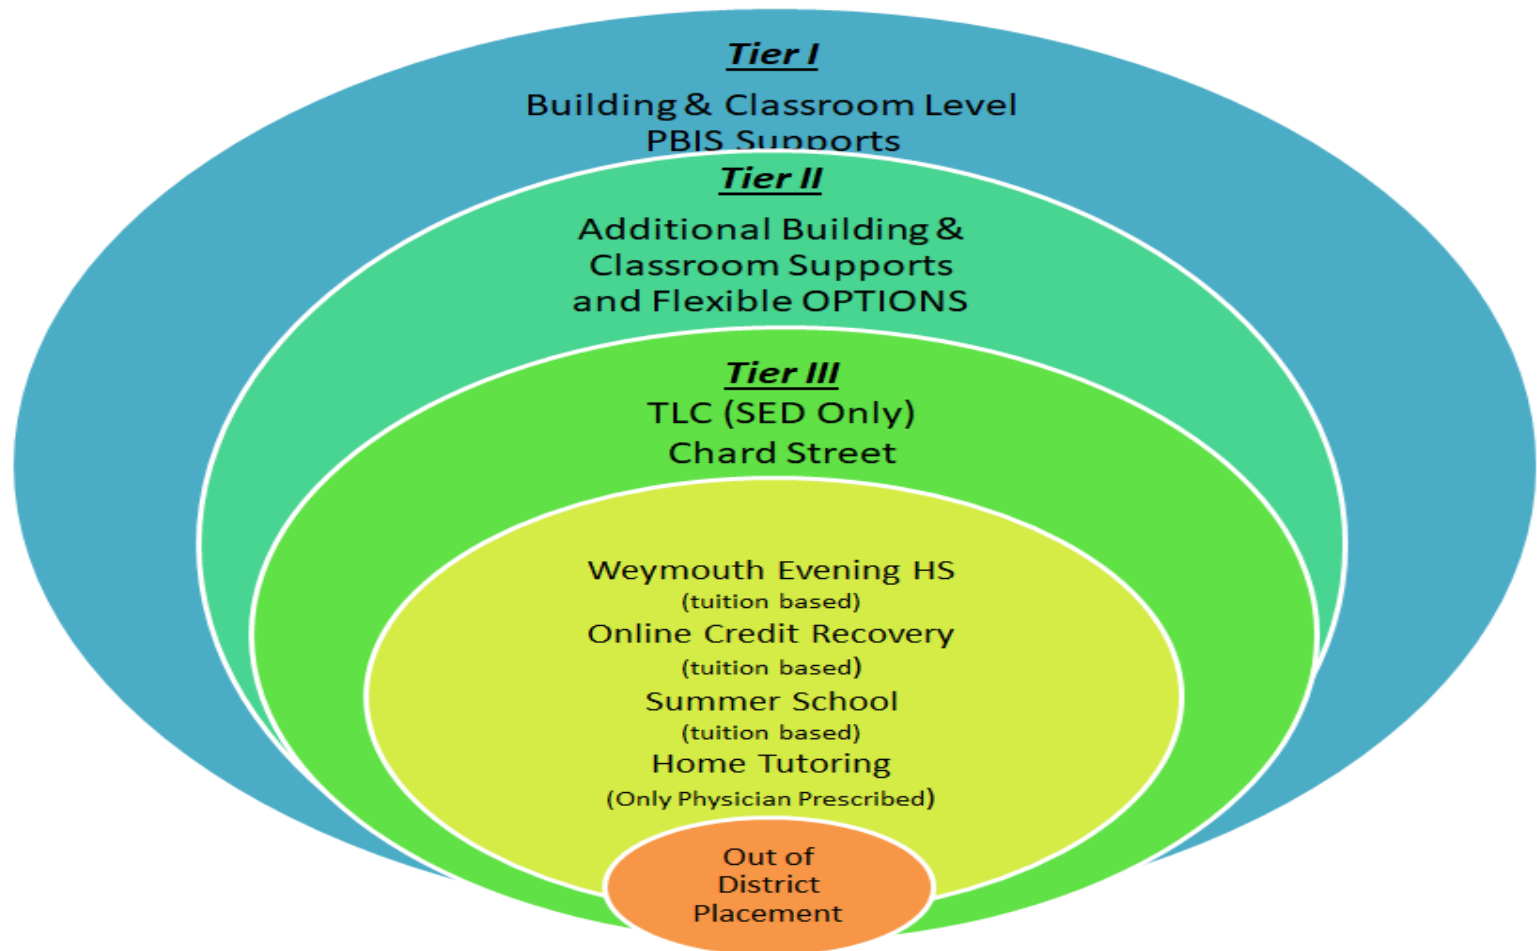 Tier I
Building & Classroom Level
PBIS Supports
Tier II
Additional Building &
Classroom Supports
and Flexible OPTIONS
Tier III
TLC (SED Only)
Chard Street
Weymouth Evening HS
(tuition based)
Online Credit Recovery
(tuition based)
Summer School
(tuition based)
Home Tutoring
(Only Physician Prescribed)
Out of
District
Placement